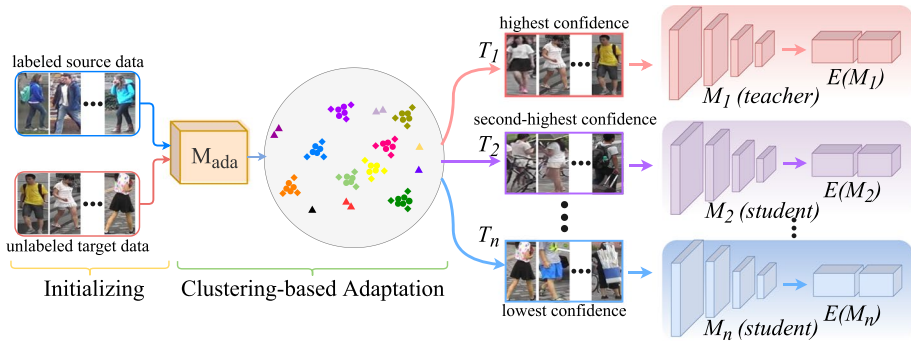 labeled source data
unlabeled target data
Initializing
M_ada
Clustering-based Adaptation
highest confidence
T_1
second-highest confidence
T_2
T_n
lowest confidence
M_1 (teacher)
E(M_1)
M_2 (student)
E(M_2)
M_n (student)
E(M_n)